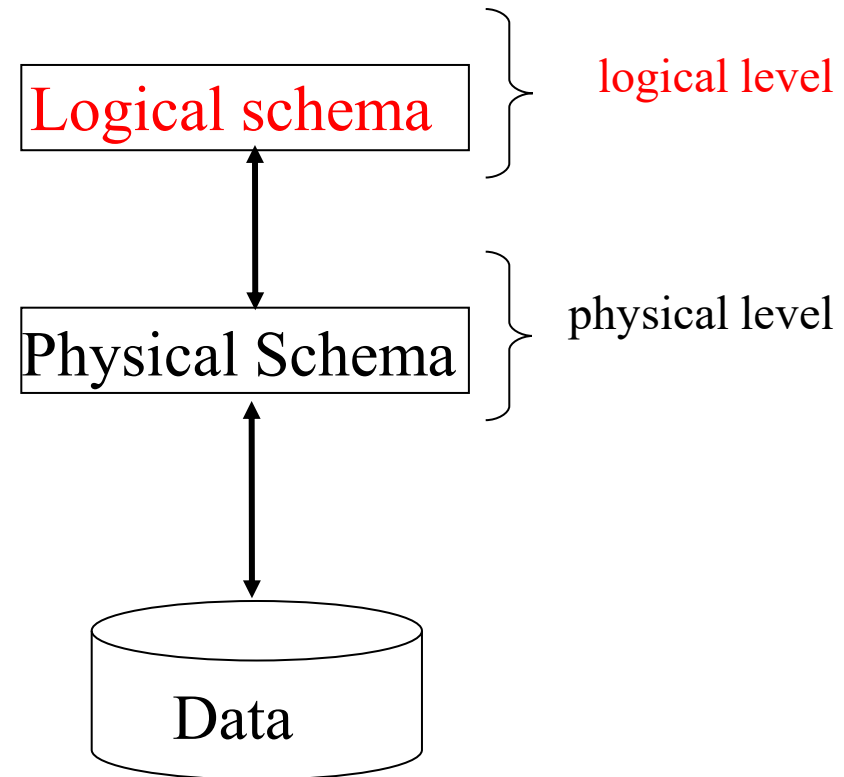 logical level
Logical schema
physical level
Physical Schema
Data